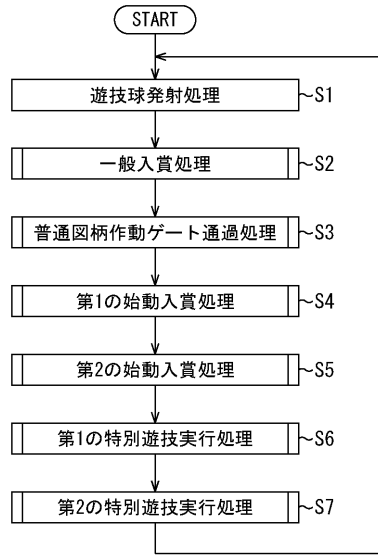 START
遊技球発射処理 ~S1
一般入賞処理 ~S2
普通図柄作動ゲート通過処理 ~S3
第1の始動入賞処理 ~S4
第2の始動入賞処理 ~S5
第1の特別遊技実行処理 ~S6
第2の特別遊技実行処理 ~S7